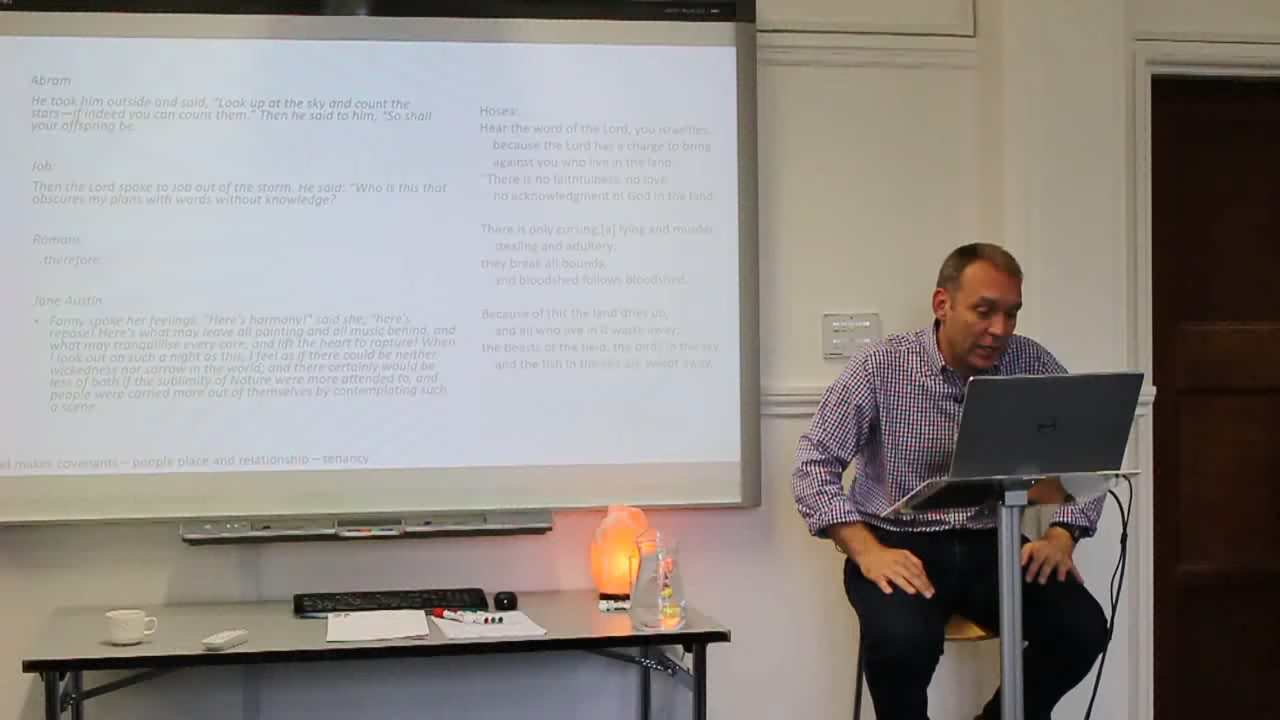 Abram
He took him outside and said, "Look up at the sky and count the
stars—if indeed you can count them." Then he said to him, "So shall
your offspring be.
Job:
Then the Lord spoke to Job out of the storm. He said: "Who is this that
obscures my plans with words without knowledge?
Romans
...therefore.
Jane Austin
• Fanny spoke her feelings. "Here's harmony!" said she; "here's
repose! Here's what may leave all painting and all music behind, and
what may tranquillise every care, and lift the heart to rapture! When
I look out on such a night as this, I feel as if there could be neither
wickedness nor sorrow in the world; and there certainly would be
less of both if the sublimity of Nature were more attended to, and
people were carried more out of themselves by contemplating such
a scene
makes covenants – people place and relationship – tenancy
Hosea:
Hear the word of the Lord, you Israelites,
because the Lord has a charge to bring
against you who live in the land:
"There is no faithfulness, no love,
no acknowledgment of God in the land.
There is only cursing,[a] lying and murder,
stealing and adultery;
they break all bounds,
and bloodshed follows bloodshed.
Because of this the land dries up,
and all who live in it waste away;
the beasts of the field, the birds in the sky
and the fish in the sea are swept away.
DELL